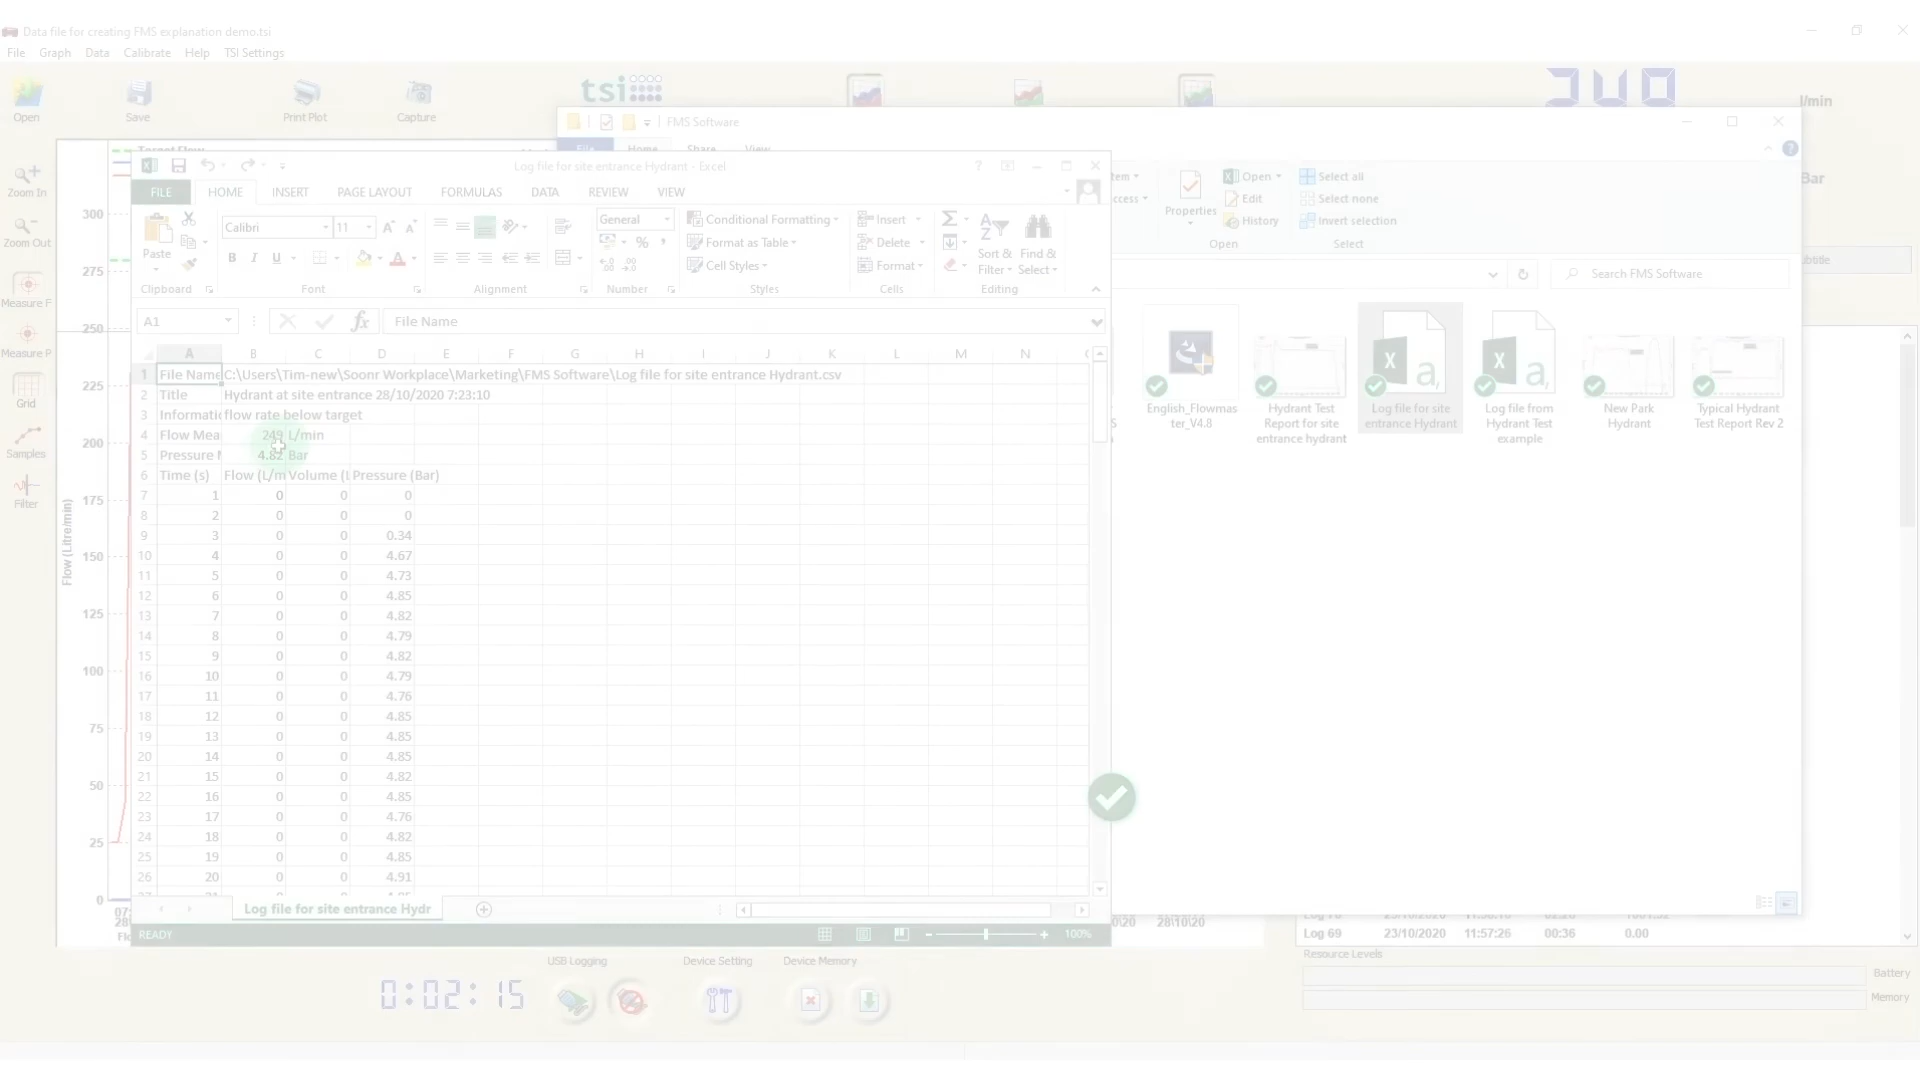 Data file for creating FMS explanation demo.tsi
File Graph Data Calibrate Help TSI Settings
Open Save Print Plot Capture
tsi
l/min
Bar
Zoom In
Zoom Out
Measure F
Measure P
Grid
Samples
Filter
Target Flow
Flow (Litre/min)
300
275
250
225
200
175
150
125
100
75
50
25
0
FMS Software
File Home Share View
Open
Edit
History
Properties
Open
Select all
Select none
Invert selection
Select
Search FMS Software
English_Flowmas
ter_V4.8
Hydrant Test
Report for site
entrance hydrant
Log file for site
entrance Hydrant
Log file from
Hydrant Test
example
New Park
Hydrant
Typical Hydrant
Test Report Rev 2
Log file for site entrance Hydrant - Excel
FILE HOME INSERT PAGE LAYOUT FORMULAS DATA REVIEW VIEW
Paste
Clipboard
Calibri 11
B I U
Font
Alignment
General
Number
Conditional Formatting
Format as Table
Cell Styles
Styles
Insert
Delete
Format
Cells
Sort &
Filter
Find &
Select
Editing
A1 fx File Name
A B C D E F G H I J K L M N
1 File Name C:\Users\Tim-new\Soonr Workplace\Marketing\FMS Software\Log file for site entrance Hydrant.csv
2 Title Hydrant at site entrance 28/10/2020 7:23:10
3 Informatic flow rate below target
4 Flow Mea 249 L/min
5 Pressure M 4.82 Bar
6 Time (s) Flow (L/m Volume (L Pressure (Bar)
7 1 0 0 0
8 2 0 0 0
9 3 0 0 0.34
10 4 0 0 4.67
11 5 0 0 4.73
12 6 0 0 4.85
13 7 0 0 4.82
14 8 0 0 4.79
15 9 0 0 4.82
16 10 0 0 4.79
17 11 0 0 4.76
18 12 0 0 4.85
19 13 0 0 4.85
20 14 0 0 4.85
21 15 0 0 4.82
22 16 0 0 4.85
23 17 0 0 4.76
24 18 0 0 4.82
25 19 0 0 4.85
26 20 0 0 4.91
Log file for site entrance Hydr
READY 100%
28\10\20
Log 69 23/10/2020 11:57:26 00:36 0.00
Resource Levels
Battery
Memory
USB Logging Device Setting Device Memory
0:02:15